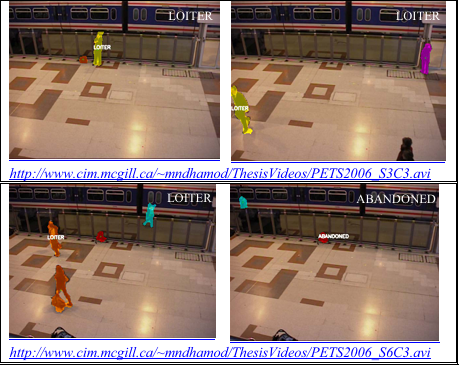 LOITER
LOITER
LOITER
LOITER
http://www.cim.mcgill.ca/~mndhamod/ThesisVideos/PETS2006_S3C3.avi
LOITER
ABANDONED
LOITER
ABANDONED
http://www.cim.mcgill.ca/~mndhamod/ThesisVideos/PETS2006_S6C3.avi